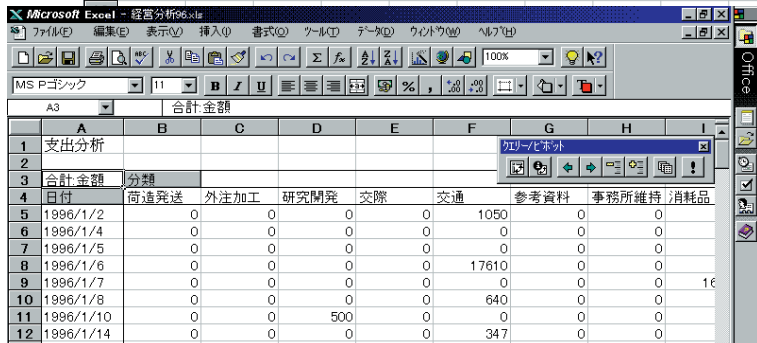 Microsoft Excel - 経営分析96.xls
ファイル(F) 編集(E) 表示(V) 挿入(I) 書式(O) ツール(T) データ(D) ウィンドウ(W) ヘルプ(H)
100%
MS Pゴシック 11 B I U % ,
A3 合計:金額
A B C D E F G H I
1 支出分析
クエリー/ピボット
2
3 合計:金額 分類
4 日付 荷造発送 外注加工 研究開発 交際 交通 参考資料 事務所維持 消耗品
5 1996/1/2 0 0 0 0 1050 0 0
6 1996/1/4 0 0 0 0 0 0 0
7 1996/1/5 0 0 0 0 0 0 0
8 1996/1/6 0 0 0 0 17610 0 0
9 1996/1/7 0 0 0 0 0 0 0 16
10 1996/1/8 0 0 0 0 640 0 0
11 1996/1/10 0 0 500 0 0 0 0
12 1996/1/14 0 0 0 0 347 0 0
Office